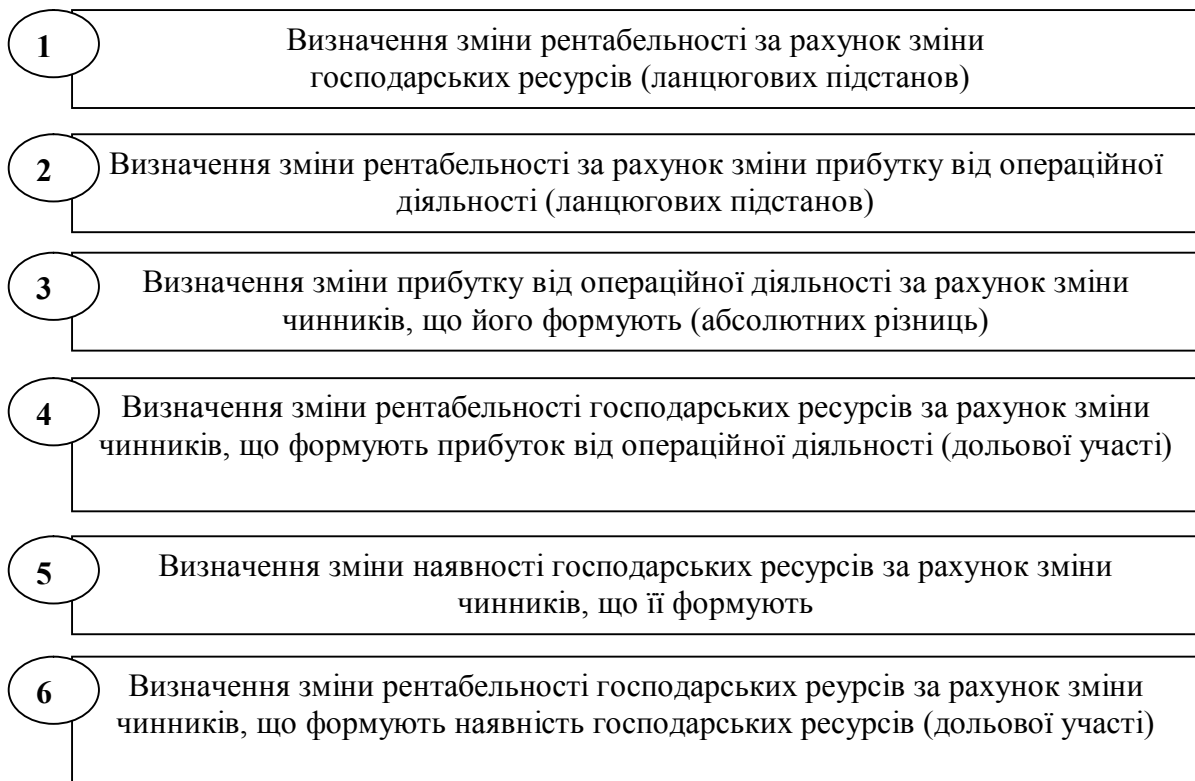 1
Визначення зміни рентабельності за рахунок зміни
господарських ресурсів (ланцюгових підстанов)
2
Визначення зміни рентабельності за рахунок зміни прибутку від операційної
діяльності (ланцюгових підстанов)
3
Визначення зміни прибутку від операційної діяльності за рахунок зміни
чинників, що його формують (абсолютних різниць)
4
Визначення зміни рентабельності господарських ресурсів за рахунок зміни
чинників, що формують прибуток від операційної діяльності (дольової участі)
5
Визначення зміни наявності господарських ресурсів за рахунок зміни
чинників, що її формують
6
Визначення зміни рентабельності господарських реурсів за рахунок зміни
чинників, що формують наявність господарських ресурсів (дольової участі)